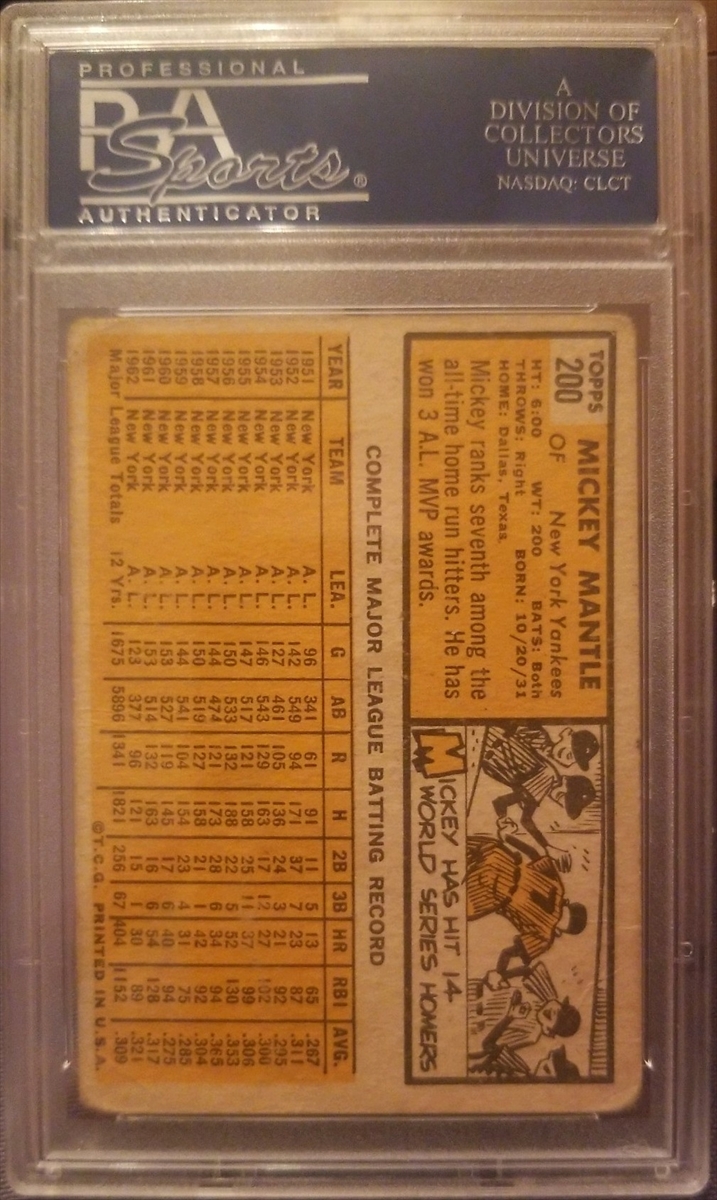 PROFESSIONAL
PSA
Sports®
AUTHENTICATOR
A
DIVISION OF
COLLECTORS
UNIVERSE
NASDAQ: CLCT
TOPPS
200
MICKEY MANTLE
OF New York Yankees
HT: 6:00 WT: 200 BATS: Both
THROWS: Right BORN: 10/20/31
HOME: Dallas, Texas
Mickey ranks seventh among the
all-time home run hitters. He has
won 3 A.L. MVP awards.
7
MICKEY HAS HIT 14
WORLD SERIES HOMERS
COMPLETE MAJOR LEAGUE BATTING RECORD
YEAR TEAM LEA. G AB R H 2B 3B HR RBI AVG.
1951 New York A. L. 96 341 61 91 11 5 13 65 .267
1952 New York A. L. 142 549 94 171 37 7 23 87 .311
1953 New York A. L. 127 461 105 136 24 3 21 92 .295
1954 New York A. L. 146 543 129 163 17 12 27 102 .300
1955 New York A. L. 147 517 121 158 25 11 37 99 .306
1956 New York A. L. 150 533 132 188 22 5 52 130 .353
1957 New York A. L. 144 474 121 173 28 6 34 94 .365
1958 New York A. L. 150 519 127 158 21 1 42 92 .304
1959 New York A. L. 144 541 104 154 23 4 31 75 .285
1960 New York A. L. 153 527 119 145 17 6 40 94 .275
1961 New York A. L. 153 514 132 163 16 6 54 128 .317
1962 New York A. L. 123 377 96 121 15 1 30 89 .321
Major League Totals 12 Yrs. 1675 5896 1341 1821 256 67 404 1152 .309
©T.C.G. PRINTED IN U.S.A.